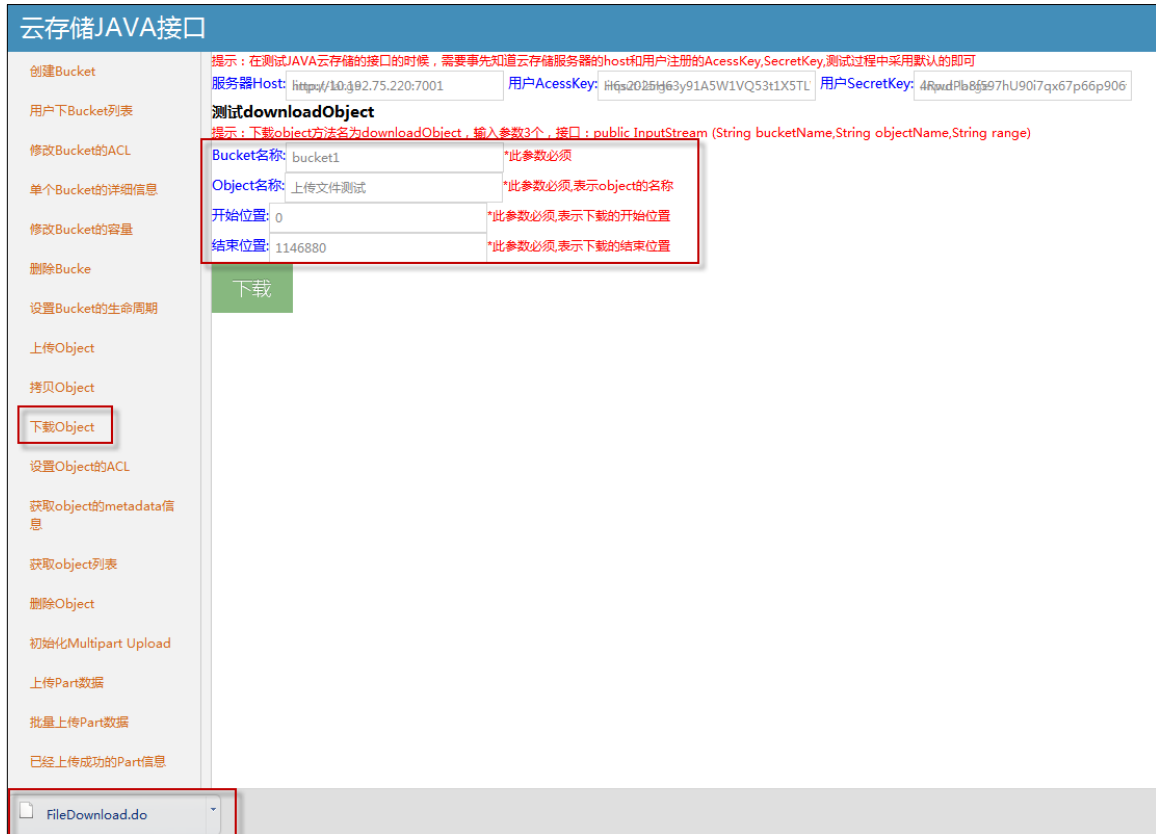 云存储JAVA接口
创建Bucket
用户下Bucket列表
修改Bucket的ACL
单个Bucket的详细信息
修改Bucket的容量
删除Bucke
设置Bucket的生命周期
上传Object
拷贝Object
下载Object
设置Object的ACL
获取object的metadata信
息
获取object列表
删除Object
初始化Multipart Upload
上传Part数据
批量上传Part数据
已经上传成功的Part信息
提示：在测试JAVA云存储的接口的时候，需要事先知道云存储服务器的host和用户注册的AcessKey,SecretKey,测试过程中采用默认的即可
服务器Host: 用户AcessKey: 用户SecretKey:
测试downloadObject
提示：下载object方法名为downloadObject，输入参数3个，接口：public InputStream (String bucketName,String objectName,String range)
Bucket名称: bucket1 *此参数必须
Object名称: 上传文件测试 *此参数必须,表示object的名称
开始位置: 0 *此参数必须,表示下载的开始位置
结束位置: 1146880 *此参数必须,表示下载的结束位置
下载
FileDownload.do